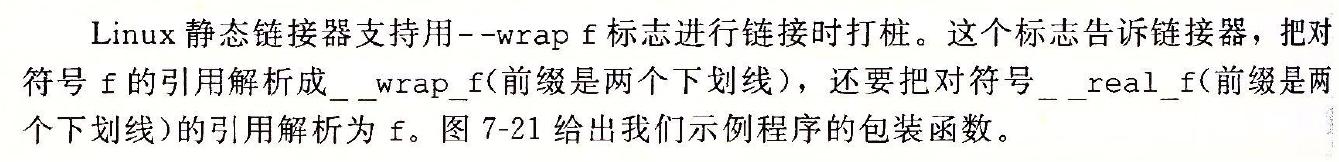 Linux 静态链接器支持用--wrap f 标志进行链接时打桩。这个标志告诉链接器，把对
符号 f 的引用解析成__wrap_f(前缀是两个下划线)，还要把对符号__real_f(前缀是两
个下划线)的引用解析为 f。图 7-21 给出我们示例程序的包装函数。